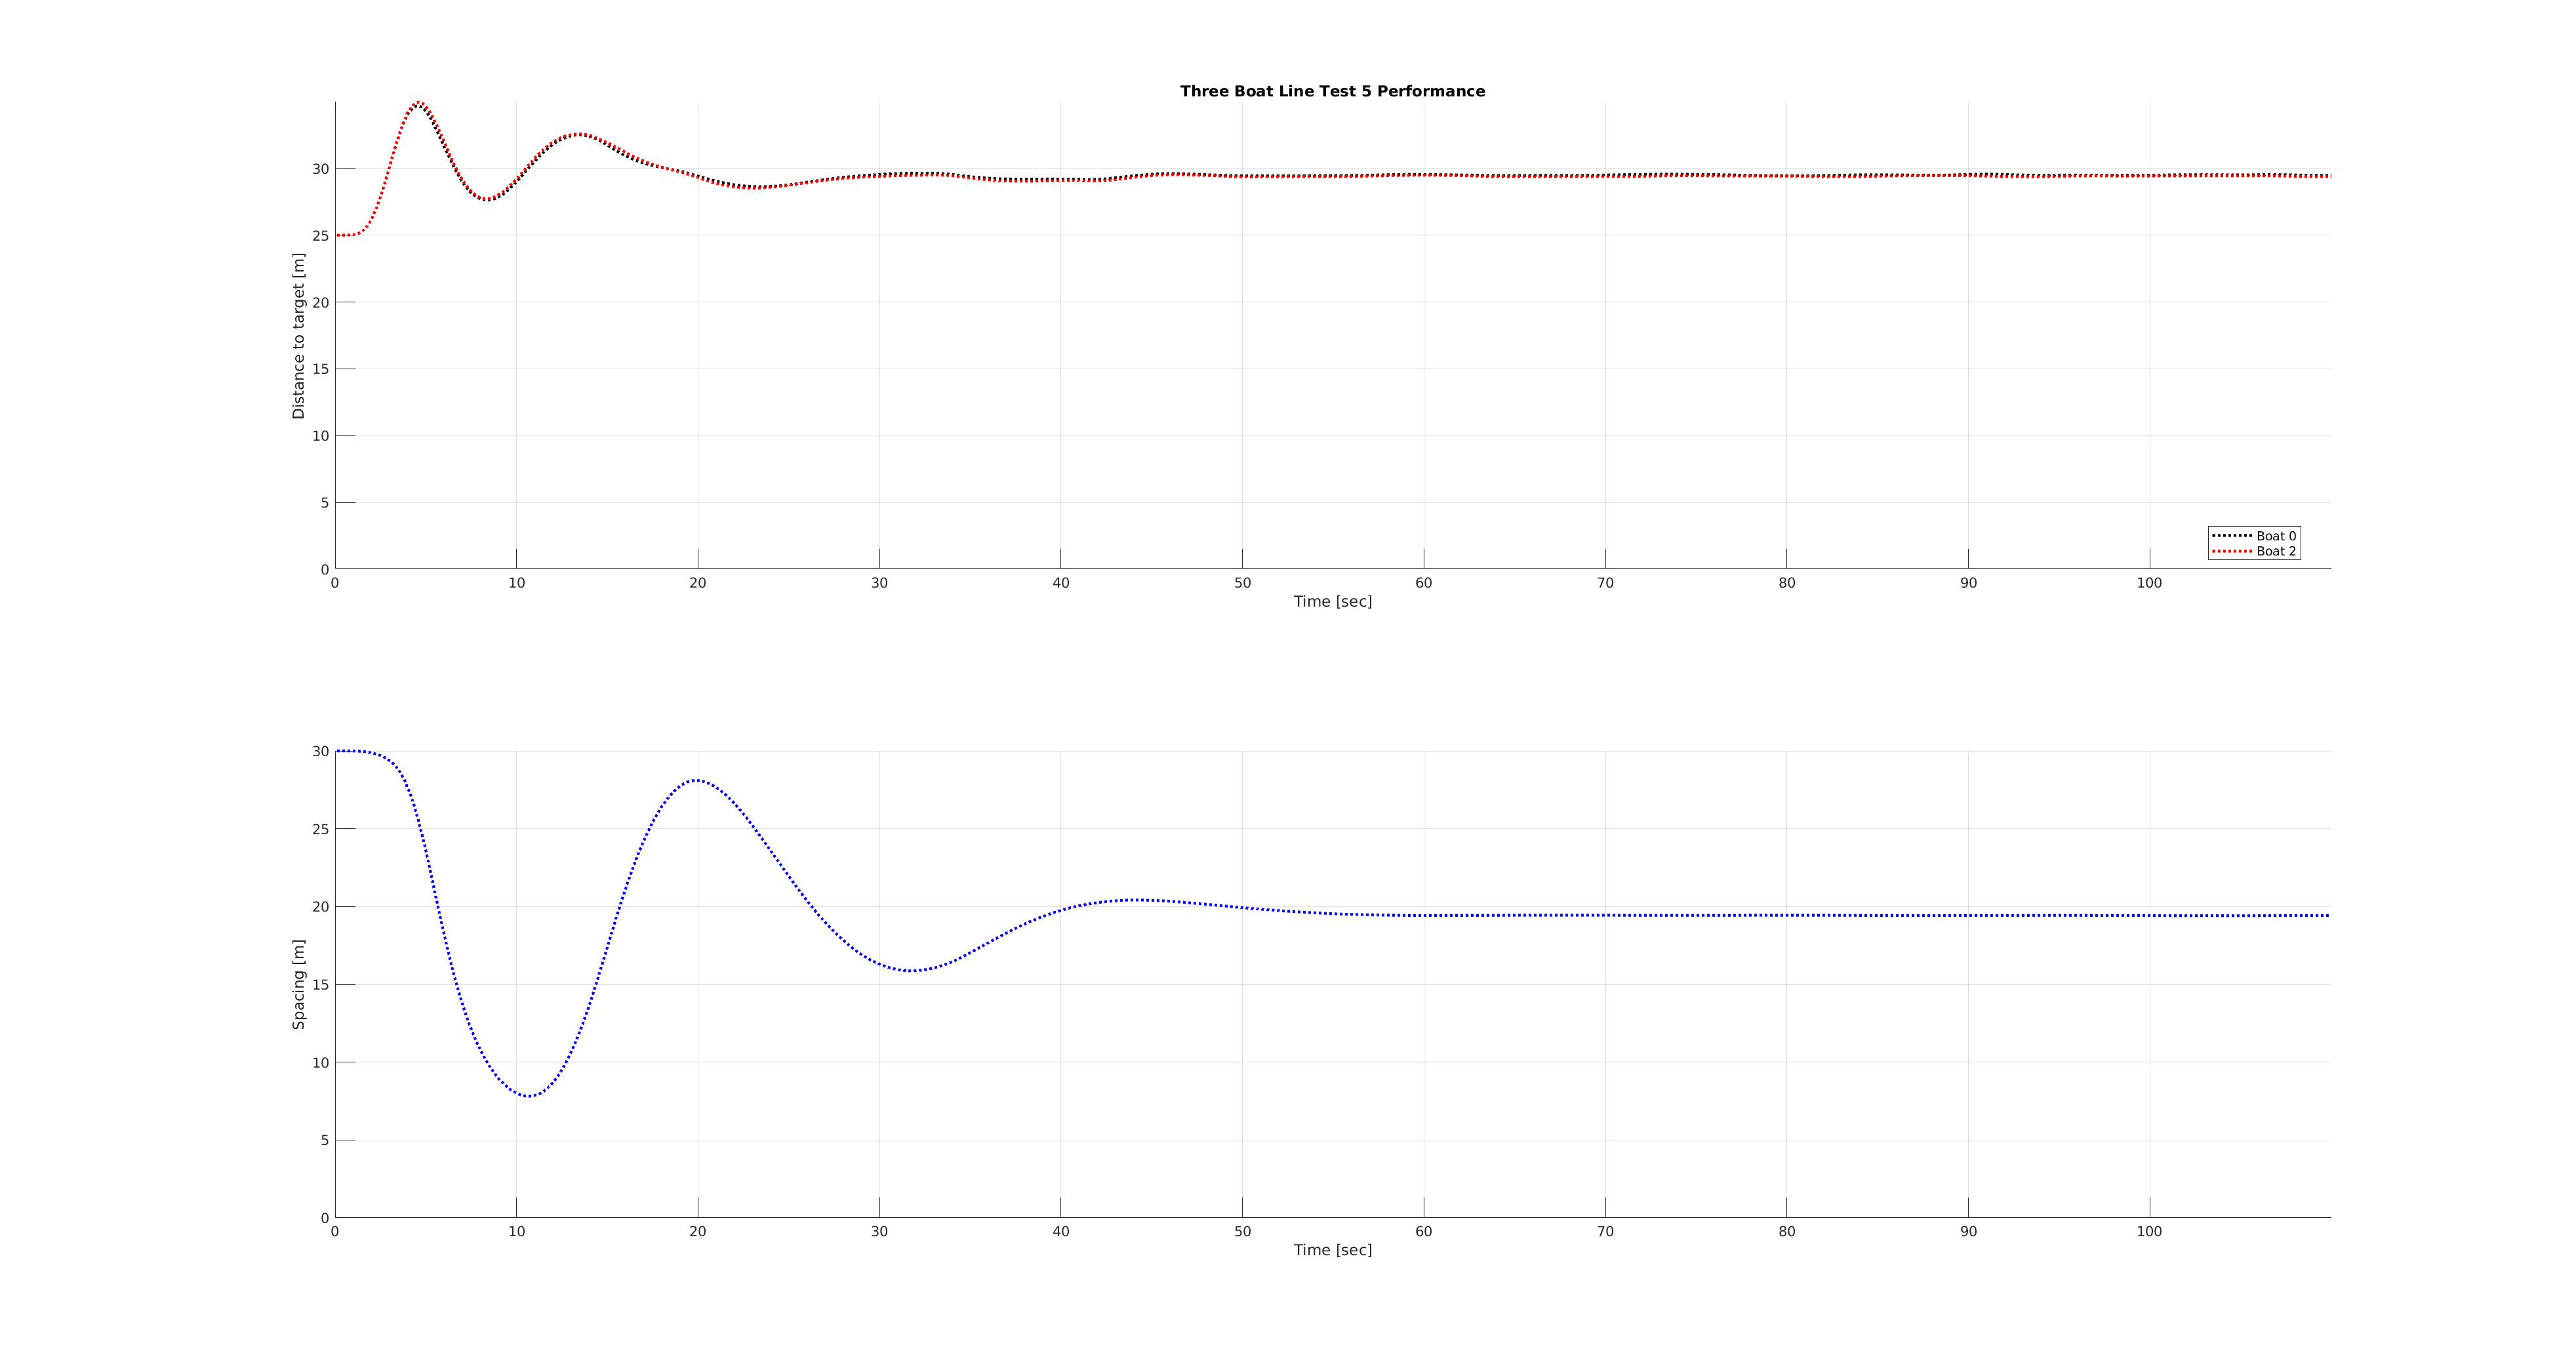 Three Boat Line Test 5 Performance
30
25
20
15
10
5
0
Distance to target [m]
0 10 20 30 40 50 60 70 80 90 100
Time [sec]
Boat 0
Boat 2
30
25
20
15
10
5
0
Spacing [m]
0 10 20 30 40 50 60 70 80 90 100
Time [sec]